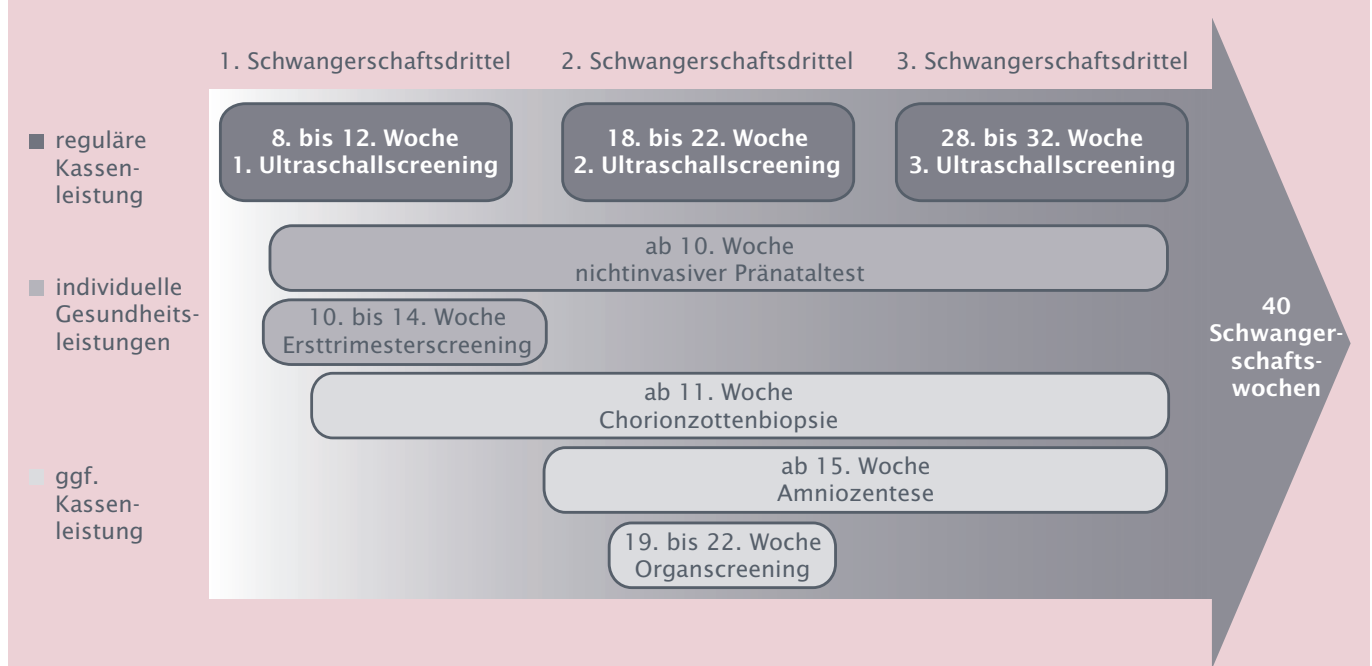 1. Schwangerschaftsdrittel
2. Schwangerschaftsdrittel
3. Schwangerschaftsdrittel
reguläre
Kassen-
leistung
8. bis 12. Woche
1. Ultraschallscreening
18. bis 22. Woche
2. Ultraschallscreening
28. bis 32. Woche
3. Ultraschallscreening
individuelle
Gesundheits-
leistungen
ab 10. Woche
nichtinvasiver Pränataltest
10. bis 14. Woche
Ersttrimesterscreening
ggf.
Kassen-
leistung
ab 11. Woche
Chorionzottenbiopsie
ab 15. Woche
Amniozentese
19. bis 22. Woche
Organscreening
40
Schwanger-
schafts-
wochen